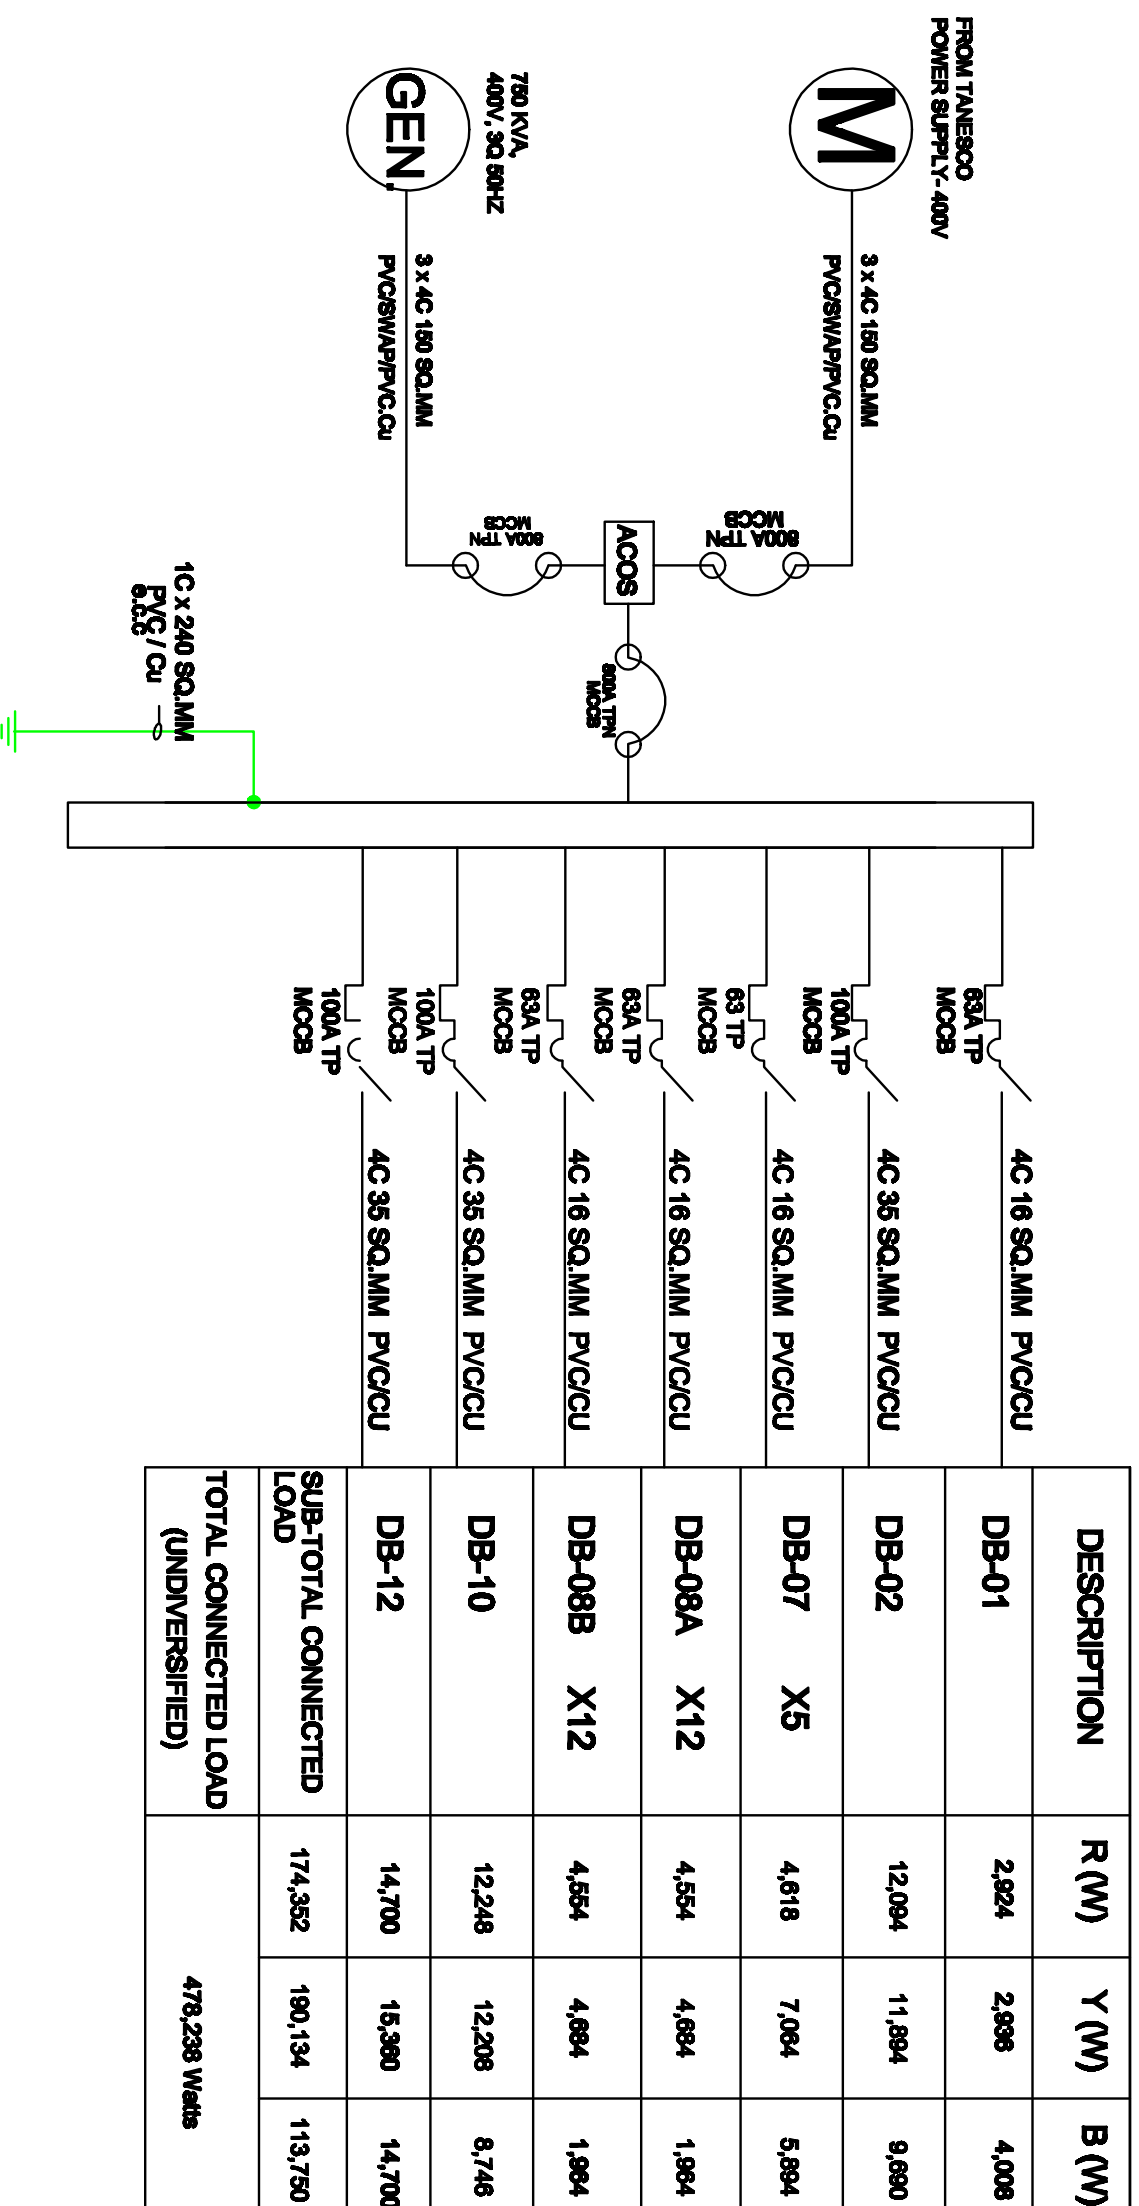 FROM TANESCO
POWER SUPPLY- 400V
M
3 x 4C 150 SQ.MM
PVC/SWAP/PVC.Cu
750 KVA,
400V, 3Q 50HZ
GEN.
3 x 4C 150 SQ.MM
PVC/SWAP/PVC.Cu
800A TPN
MCCB
ACOS
800A TPN
MCCB
800A TPN
MCCB
1C x 240 SQ.MM
PVC / Cu
e.c.c
63A TP
MCCB
4C 16 SQ.MM PVC/CU
100A TP
MCCB
4C 35 SQ.MM PVC/CU
63 TP
MCCB
4C 16 SQ.MM PVC/CU
63A TP
MCCB
4C 16 SQ.MM PVC/CU
63A TP
MCCB
4C 16 SQ.MM PVC/CU
100A TP
MCCB
4C 35 SQ.MM PVC/CU
100A TP
MCCB
4C 35 SQ.MM PVC/CU
DESCRIPTION R (W) Y (W) B (W)
DB-01 2,924 2,936 4,008
DB-02 12,094 11,894 9,690
DB-07 X5 4,618 7,064 5,894
DB-08A X12 4,554 4,684 1,964
DB-08B X12 4,554 4,684 1,964
DB-10 12,248 12,208 8,746
DB-12 14,700 15,360 14,700
SUB-TOTAL CONNECTED
LOAD 174,352 190,134 113,750
TOTAL CONNECTED LOAD
(UNDIVERSIFIED) 478,238 Watts